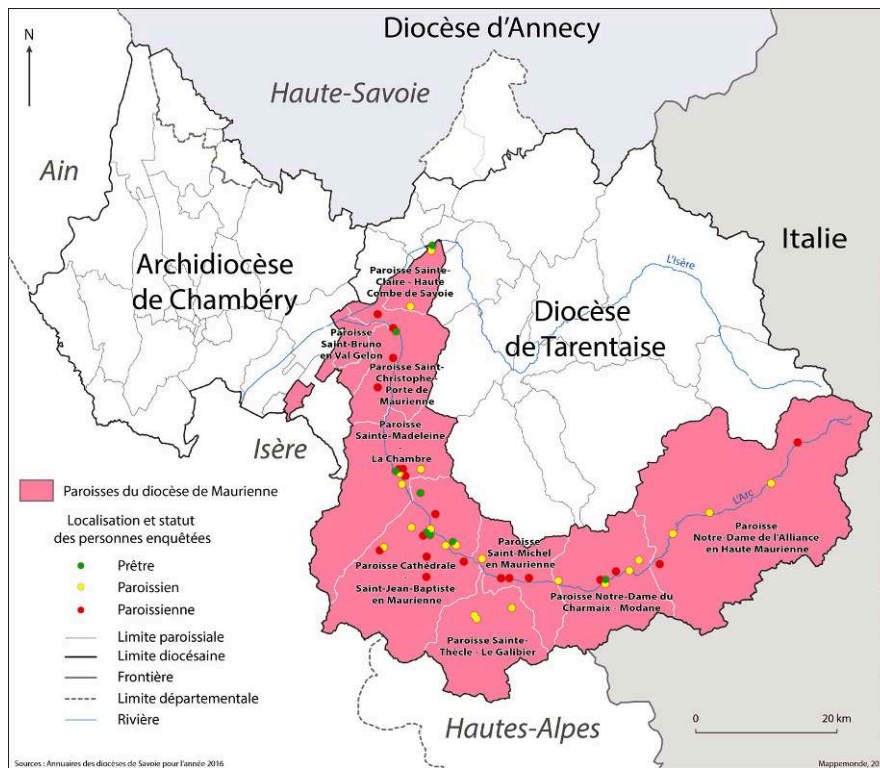 Diocèse d'Annecy
N
Haute-Savoie
Ain
Italie
L'Isère
Archidiocèse
de Chambéry
Paroisse Sainte-
Claire - Haute
Combe de Savoie
Diocèse
de Tarentaise
Paroisse
Saint-Bruno
en Val Gelon
Paroisse Saint-
Christophe -
Porte de
Maurienne
Isère
Paroisse
Sainte-Madeleine -
La Chambre
L'Arc
Paroisse
Notre-Dame de l'Alliance
en Haute Maurienne
Paroisse
Saint-Michel
en Maurienne
Paroisse Cathédrale -
Saint-Jean-Baptiste
en Maurienne
Paroisse Notre-Dame du
Charmaix - Modane
Paroisse Sainte-
Thècle - Le Galibier
Hautes-Alpes
Paroisses du diocèse de Maurienne
Localisation et statut
des personnes enquêtées
Prêtre
Paroissien
Paroissienne
Limite paroissiale
Limite diocésaine
Frontière
Limite départementale
Rivière
0 20 km
Sources : Annuaires des diocèses de Savoie pour l'année 2016
Mappemonde, 20